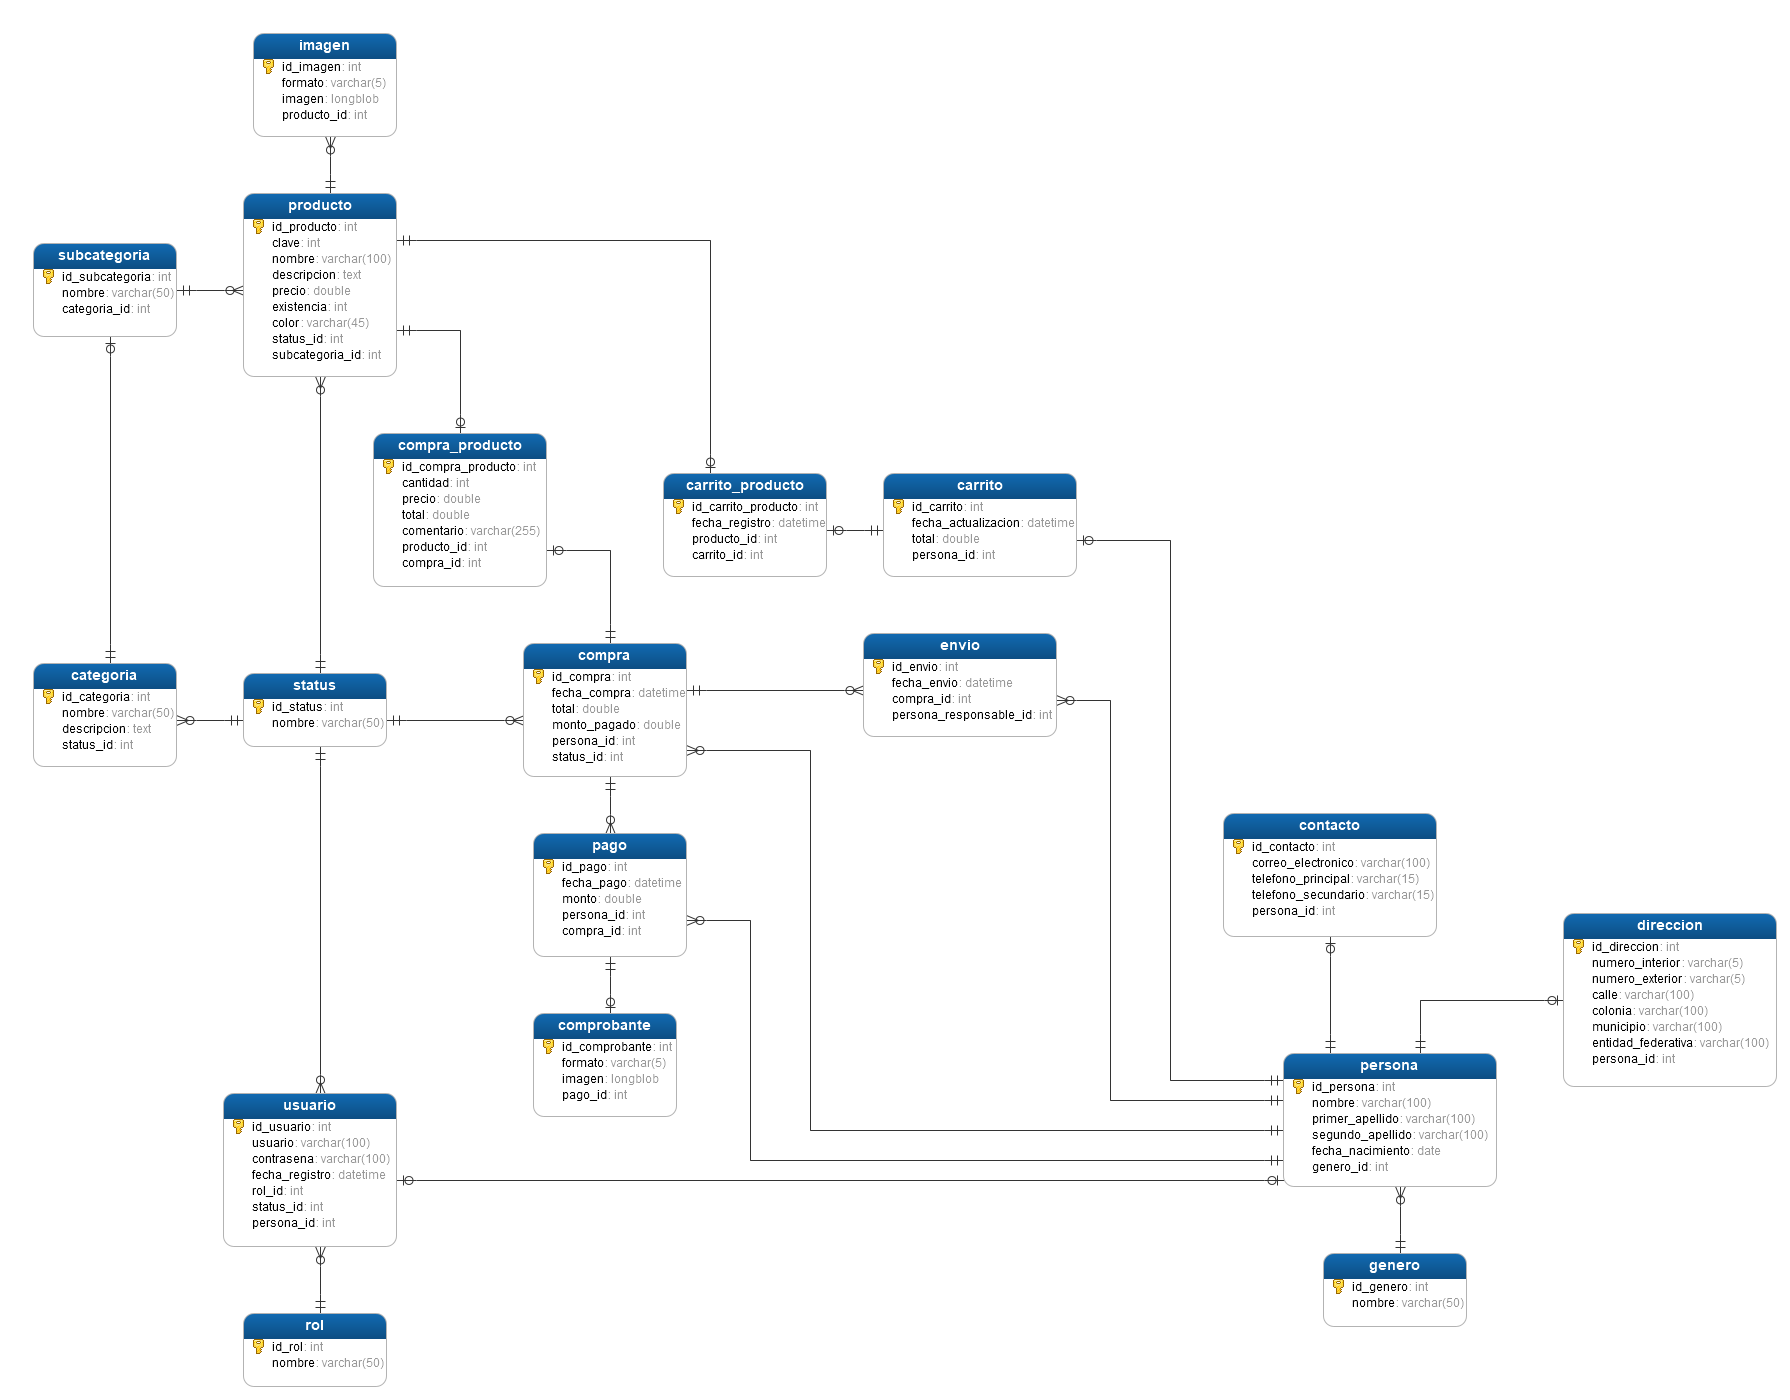 imagen
id_imagen: int
formato: varchar(5)
imagen: longblob
producto_id: int
producto
id_producto: int
clave: int
nombre: varchar(100)
descripcion: text
precio: double
existencia: int
color: varchar(45)
status_id: int
subcategoria_id: int
subcategoria
id_subcategoria: int
nombre: varchar(50)
categoria_id: int
compra_producto
id_compra_producto: int
cantidad: int
precio: double
total: double
comentario: varchar(255)
producto_id: int
compra_id: int
carrito_producto
id_carrito_producto: int
fecha_registro: datetime
producto_id: int
carrito_id: int
carrito
id_carrito: int
fecha_actualizacion: datetime
total: double
persona_id: int
categoria
id_categoria: int
nombre: varchar(50)
descripcion: text
status_id: int
status
id_status: int
nombre: varchar(50)
compra
id_compra: int
fecha_compra: datetime
total: double
monto_pagado: double
persona_id: int
status_id: int
envio
id_envio: int
fecha_envio: datetime
compra_id: int
persona_responsable_id: int
pago
id_pago: int
fecha_pago: datetime
monto: double
persona_id: int
compra_id: int
contacto
id_contacto: int
correo_electronico: varchar(100)
telefono_principal: varchar(15)
telefono_secundario: varchar(15)
persona_id: int
direccion
id_direccion: int
numero_interior: varchar(5)
numero_exterior: varchar(5)
calle: varchar(100)
colonia: varchar(100)
municipio: varchar(100)
entidad_federativa: varchar(100)
persona_id: int
comprobante
id_comprobante: int
formato: varchar(5)
imagen: longblob
pago_id: int
persona
id_persona: int
nombre: varchar(100)
primer_apellido: varchar(100)
segundo_apellido: varchar(100)
fecha_nacimiento: date
genero_id: int
usuario
id_usuario: int
usuario: varchar(100)
contrasena: varchar(100)
fecha_registro: datetime
rol_id: int
status_id: int
persona_id: int
genero
id_genero: int
nombre: varchar(50)
rol
id_rol: int
nombre: varchar(50)